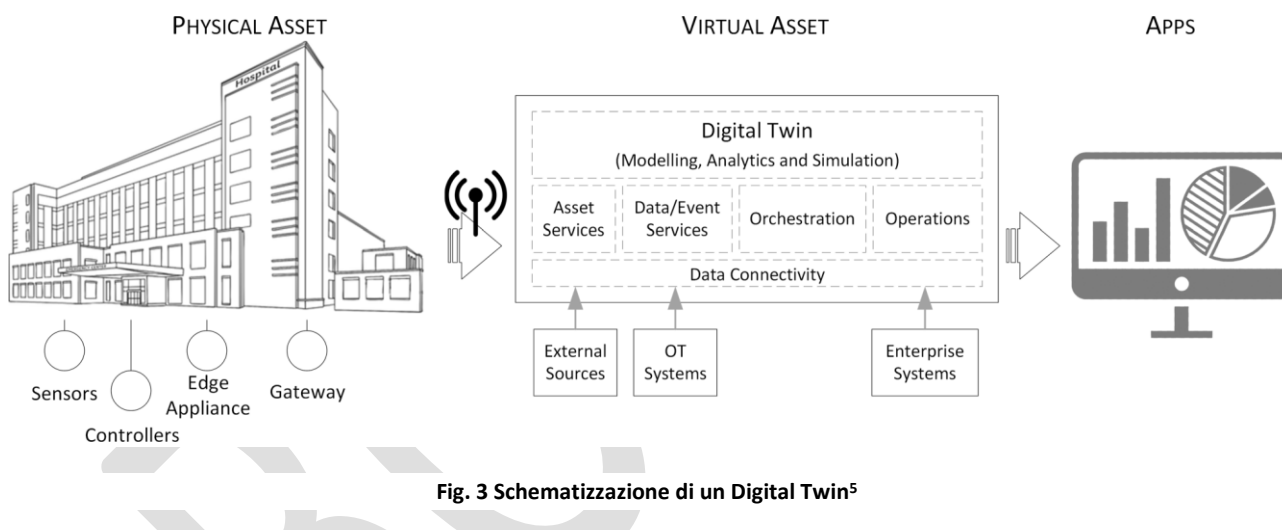 PHYSICAL ASSET
VIRTUAL ASSET
APPS
Hospital
Digital Twin
(Modelling, Analytics and Simulation)
Asset
Services
Data/Event
Services
Orchestration
Operations
Data Connectivity
External
Sources
OT
Systems
Enterprise
Systems
Sensors
Controllers
Edge
Appliance
Gateway
Fig. 3 Schematizzazione di un Digital Twin⁵